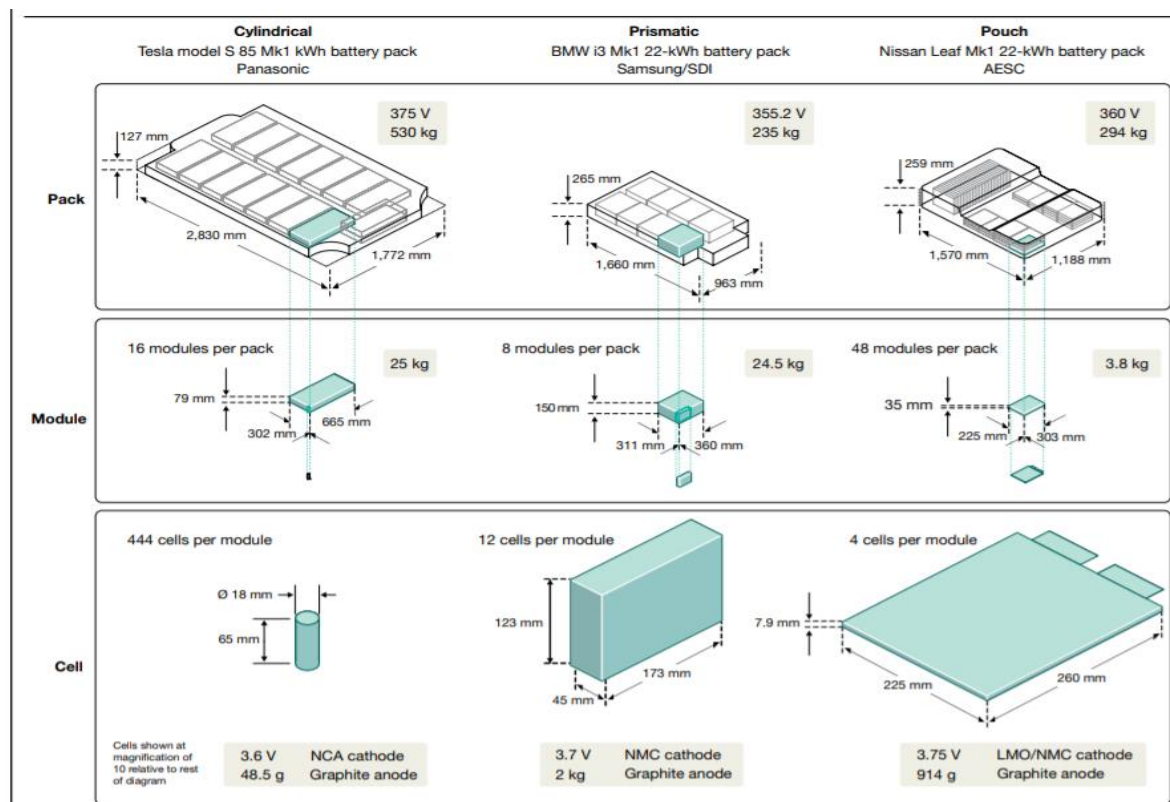 Cylindrical
Tesla model S 85 Mk1 kWh battery pack
Panasonic
Prismatic
BMW i3 Mk1 22-kWh battery pack
Samsung/SDI
Pouch
Nissan Leaf Mk1 22-kWh battery pack
AESC
Pack
375 V
530 kg
127 mm
2,830 mm
1,772 mm
355.2 V
235 kg
265 mm
1,660 mm
963 mm
360 V
294 kg
259 mm
1,570 mm
1,188 mm
Module
16 modules per pack
25 kg
79 mm
302 mm
665 mm
8 modules per pack
24.5 kg
150 mm
311 mm
360 mm
48 modules per pack
3.8 kg
35 mm
225 mm
303 mm
Cell
444 cells per module
Ø 18 mm
65 mm
12 cells per module
123 mm
45 mm
173 mm
4 cells per module
7.9 mm
225 mm
260 mm
Cells shown at
magnification of
10 relative to rest
of diagram
3.6 V NCA cathode
48.5 g Graphite anode
3.7 V NMC cathode
2 kg Graphite anode
3.75 V LMO/NMC cathode
914 g Graphite anode